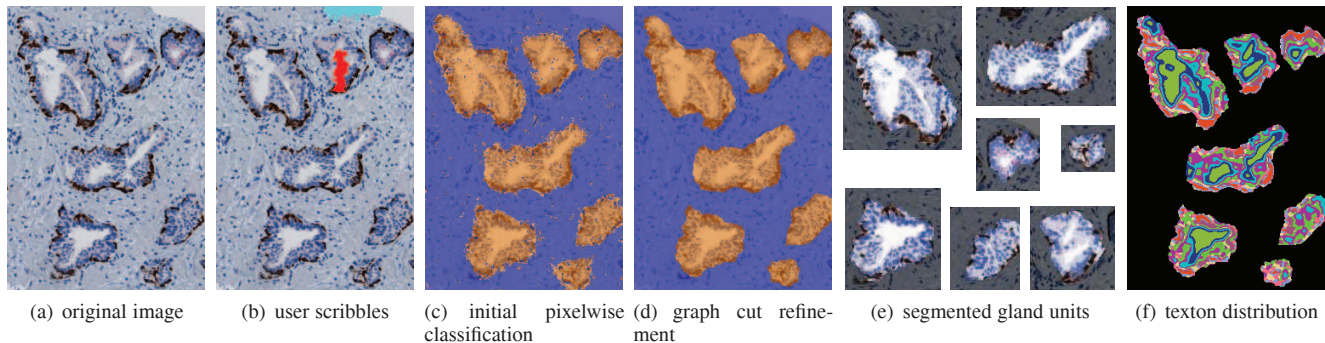 (a) original image
(b) user scribbles
(c) initial pixelwise
classification
(d) graph cut refine-
ment
(e) segmented gland units
(f) texton distribution